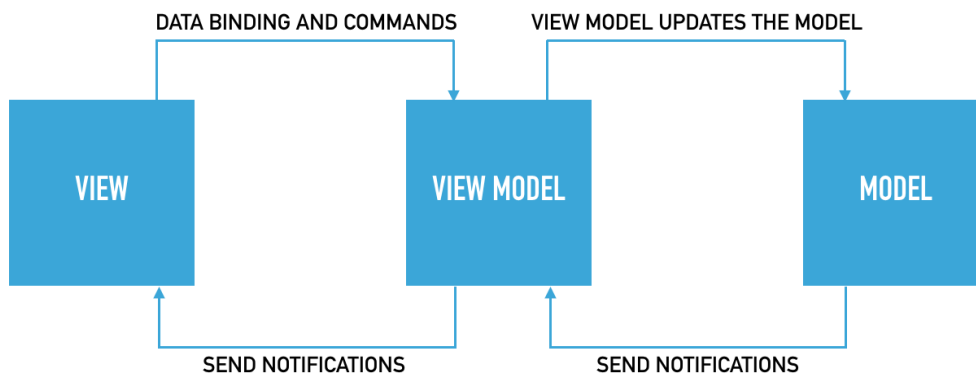 DATA BINDING AND COMMANDS
VIEW MODEL UPDATES THE MODEL
VIEW
VIEW MODEL
MODEL
SEND NOTIFICATIONS
SEND NOTIFICATIONS